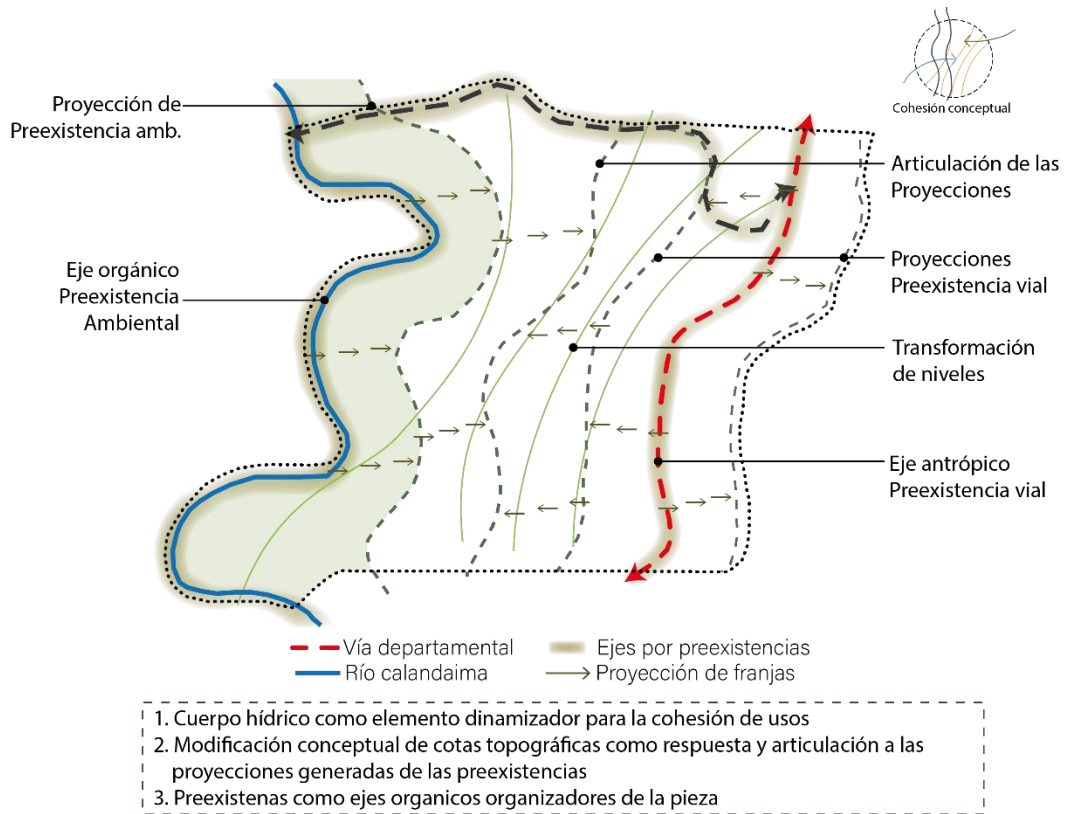 Cohesión conceptual
Proyección de
Preexistencia amb.
Articulación de las
Proyecciones
Eje orgánico
Preexistencia
Ambiental
Proyecciones
Preexistencia vial
Transformación
de niveles
Eje antrópico
Preexistencia vial
Vía departamental
Ejes por preexistencias
Río calandaima
Proyección de franjas
1. Cuerpo hídrico como elemento dinamizador para la cohesión de usos
2. Modificación conceptual de cotas topográficas como respuesta y articulación a las
proyecciones generadas de las preexistencias
3. Preexistenas como ejes organicos organizadores de la pieza